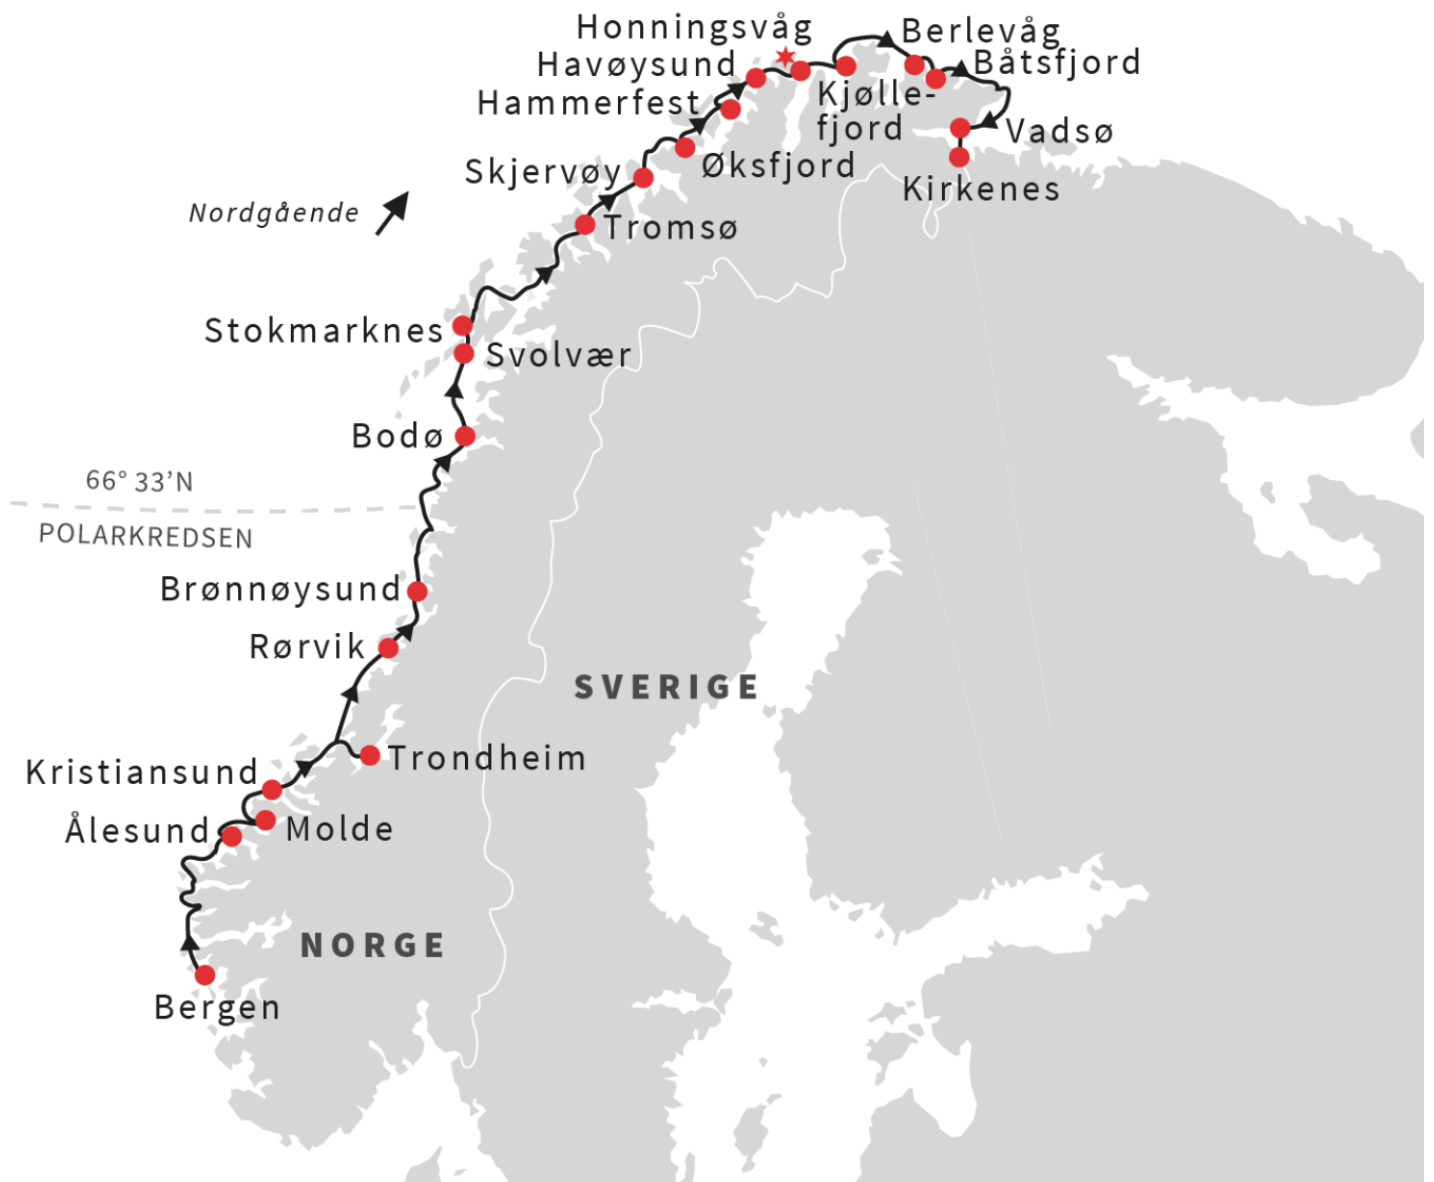 Honningsvåg
Berlevåg
Havøysund
Båtsfjord
Hammerfest
Kjølle-
fjord
Vadsø
Skjervøy
Øksfjord
Kirkenes
Nordgående
Tromsø
Stokmarknes
Svolvær
Bodø
66° 33’N
POLARKREDSEN
Brønnøysund
Rørvik
SVERIGE
Trondheim
Kristiansund
Ålesund
Molde
NORGE
Bergen